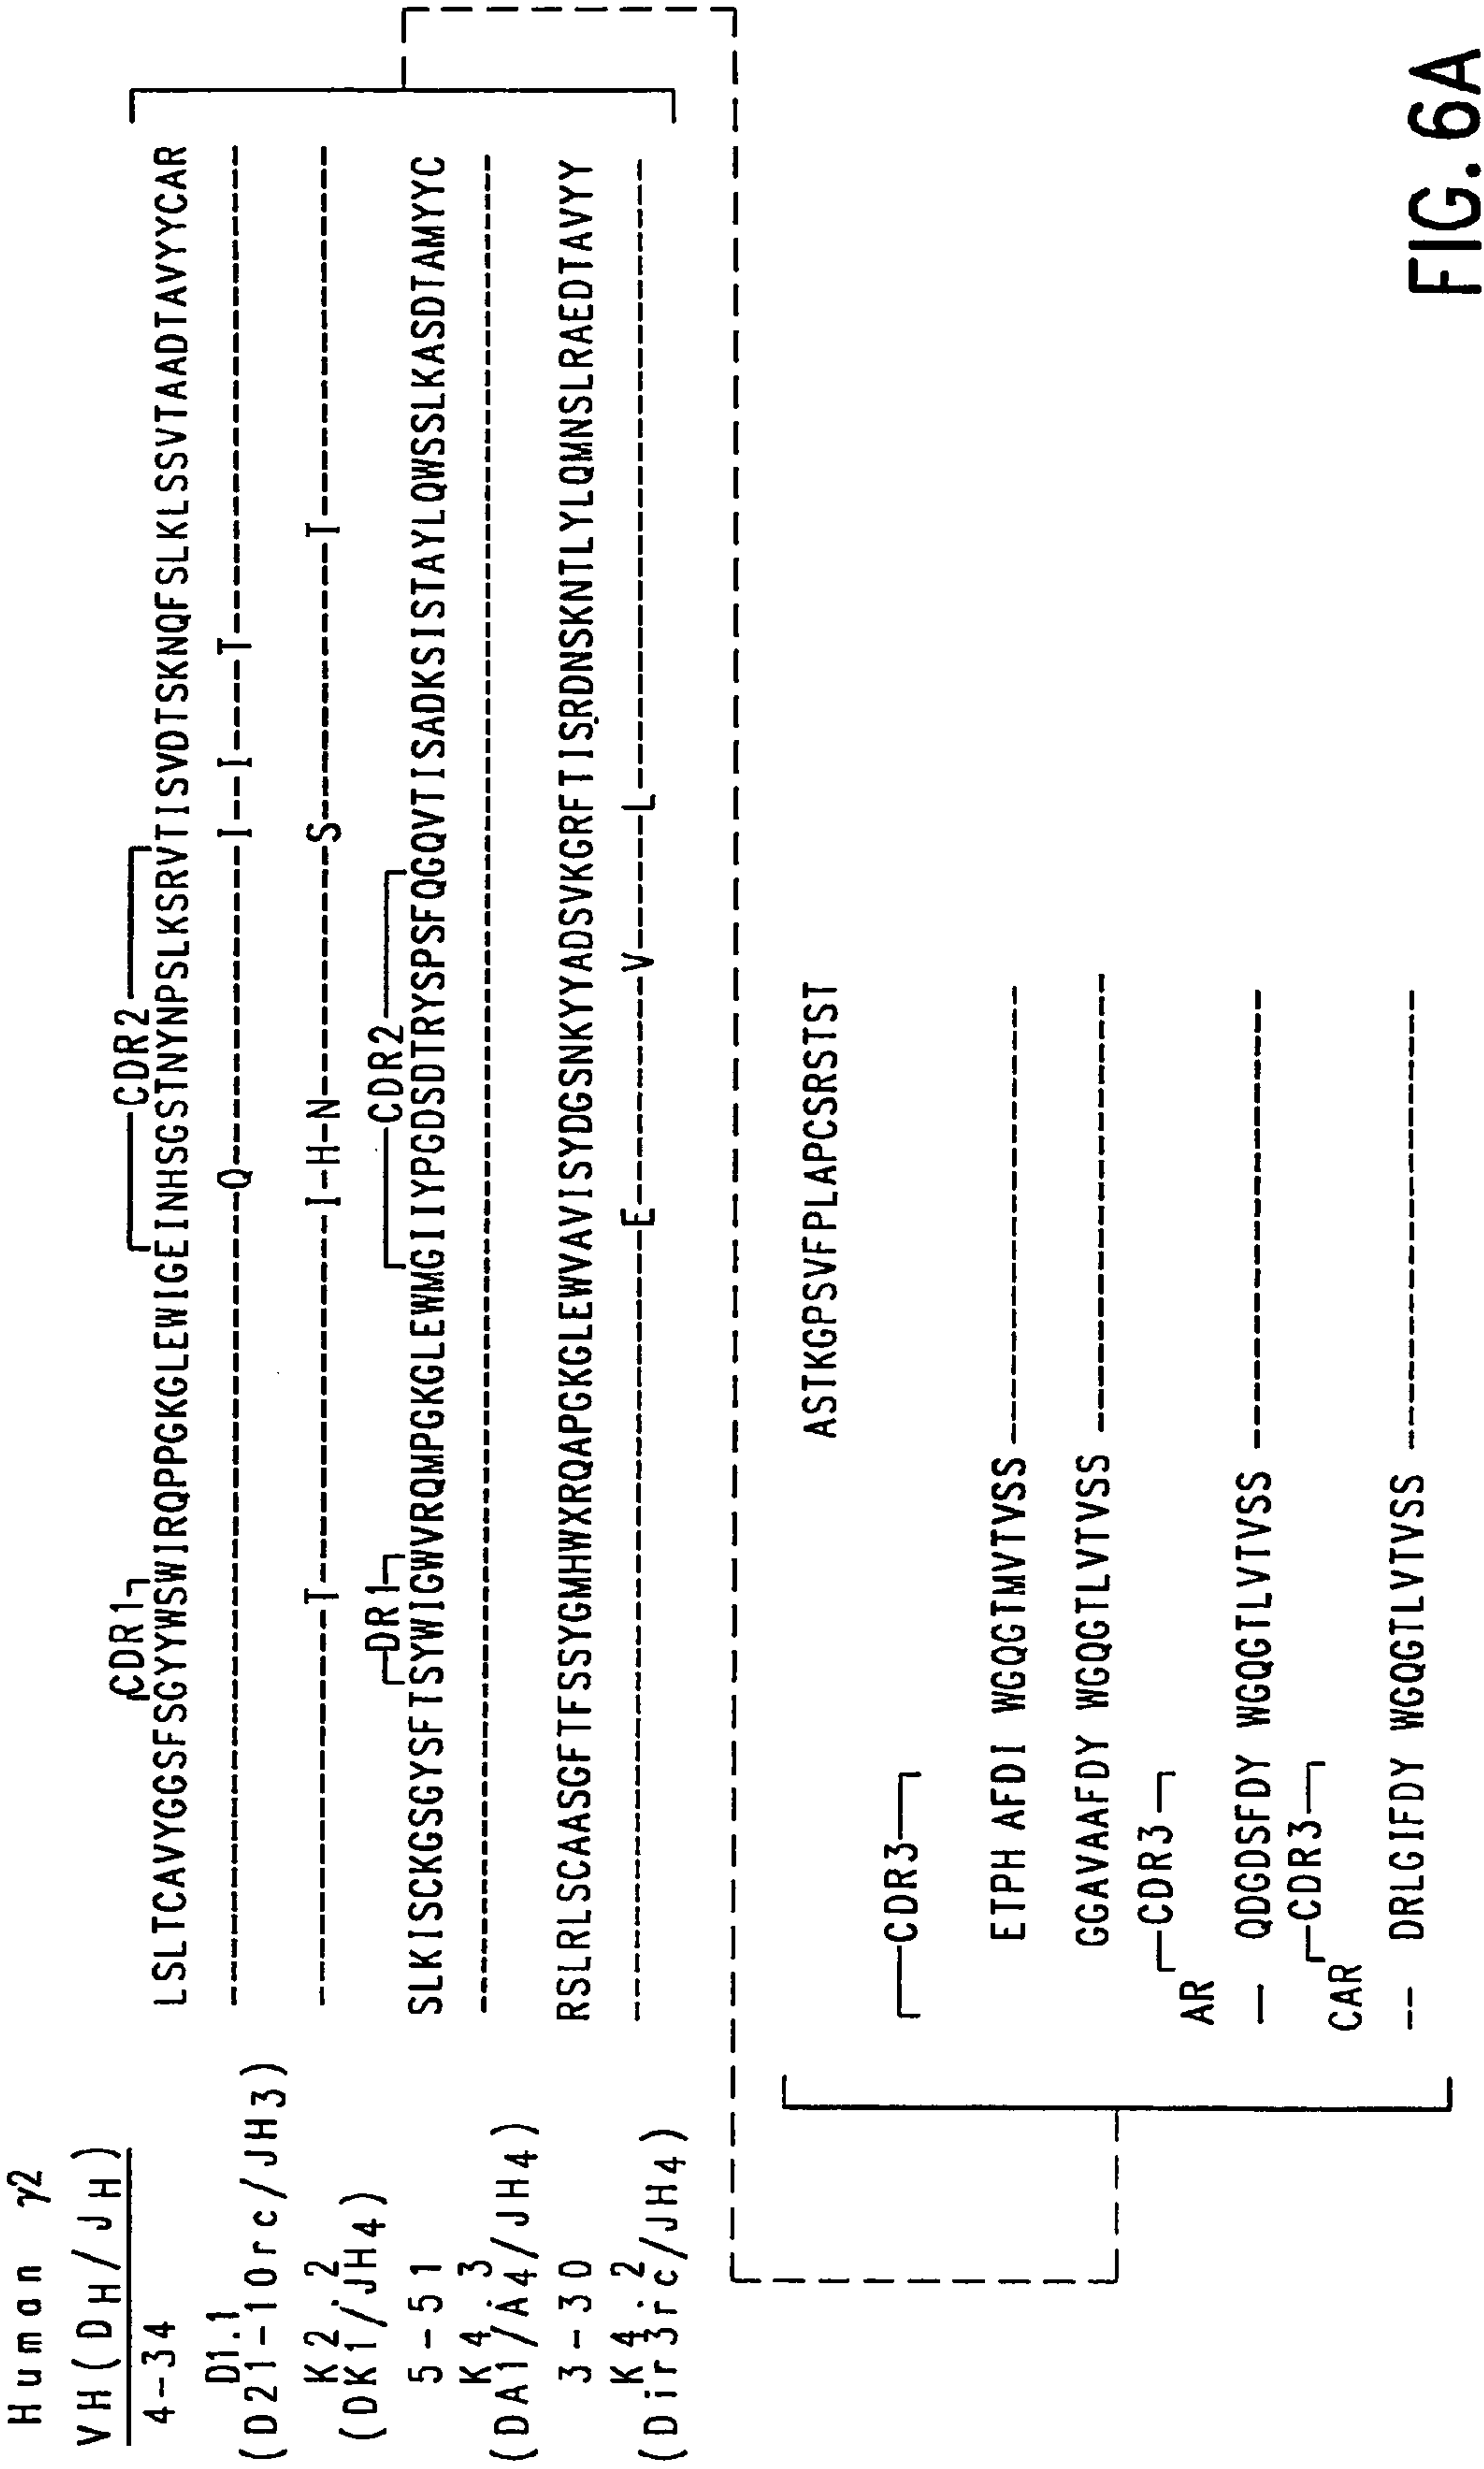 Human γ2
VH(DH/JH)
CDR1 CDR2
4-34 LSLTCAVYGGSFSGYYWSWIRQPPGKGLEWIGEINHSGSTNYNPSLKSRVTISVDTSKNQFSLKLSSVTAADTAVYYCAR
D1.1 ------Q------I--I---T------
(D21-10rc/JH3)
K2.2 ------T------I-H-N------S------I------
(DK1/JH4)
DR1 CDR2
5-51 SLKISCKGSGYSFTSYWIGWVRQMPGKGLEWMGIIYPGDSDTRYSPSFQGQVTISADKSISTAYLQWSSLKASDTAMYYC
K4.3 ------
(DA1/A4/JH4)
3-30 RSLRLSCAASGFTFSSYGMHWXRQAPGKGLEWVAVISYDGSNKYYADSVKGRFTISRDNSKNTLYLQMNSLRAEDTAVYY
K4.2 ------E------V------L------
(Dir3rc/JH4)
ASTKGPSVFPLAPCSRSTST
CDR3
ETPH AFDI WGQGTMVTVSS ------
GGAVAAFDY WGQGTLVTVSS ------
CDR3
AR
-- QDGDSFDY WGQGTLVTVSS ------
CDR3
CAR
--- DRLGIFDY WGQGTLVTVSS ------
FIG. 6A